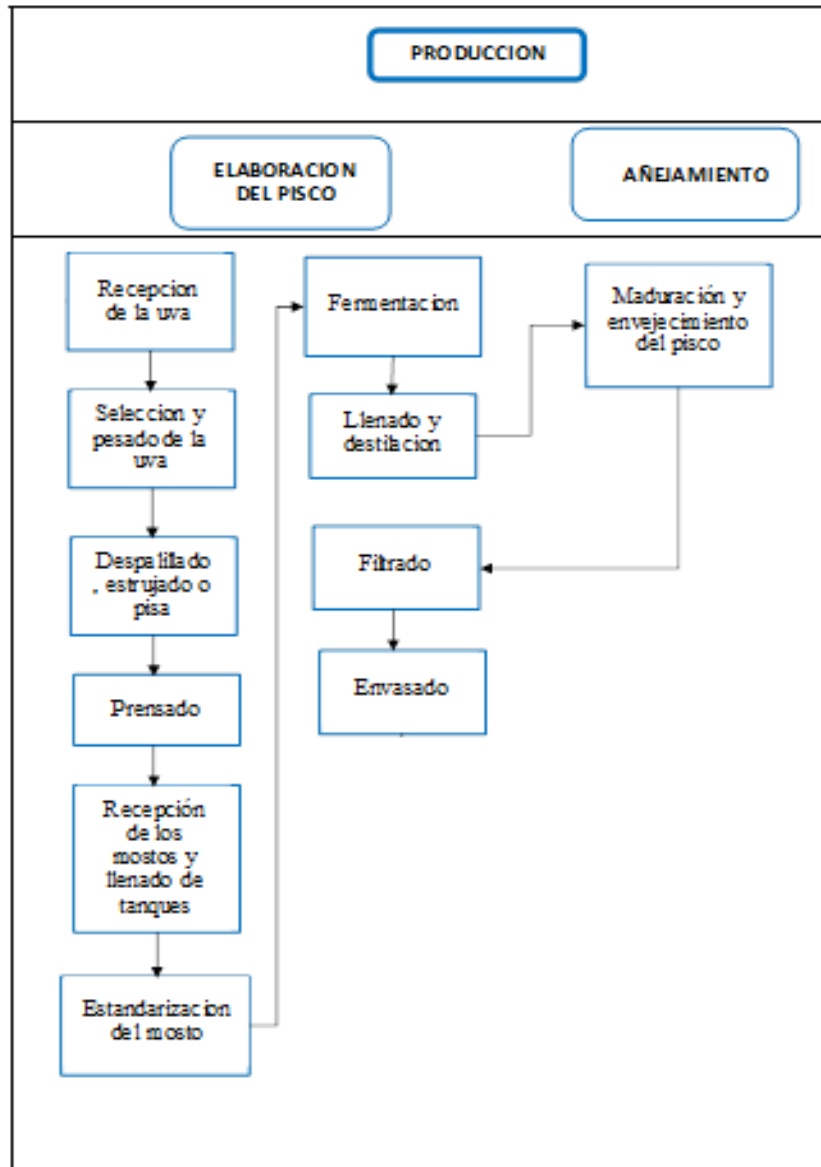 PRODUCCION
ELABORACION
DEL PISCO
AÑEJAMIENTO
Recepcion
de la uva
Seleccion y
pesado de la
uva
Despalillado
, estrujado o
pisa
Prensado
Recepción
de los
mostos y
llenado de
tanques
Estandarizacion
del mosto
Fermentacion
Llenado y
destilacion
Maduración y
envejecimiento
del pisco
Filtrado
Envasado